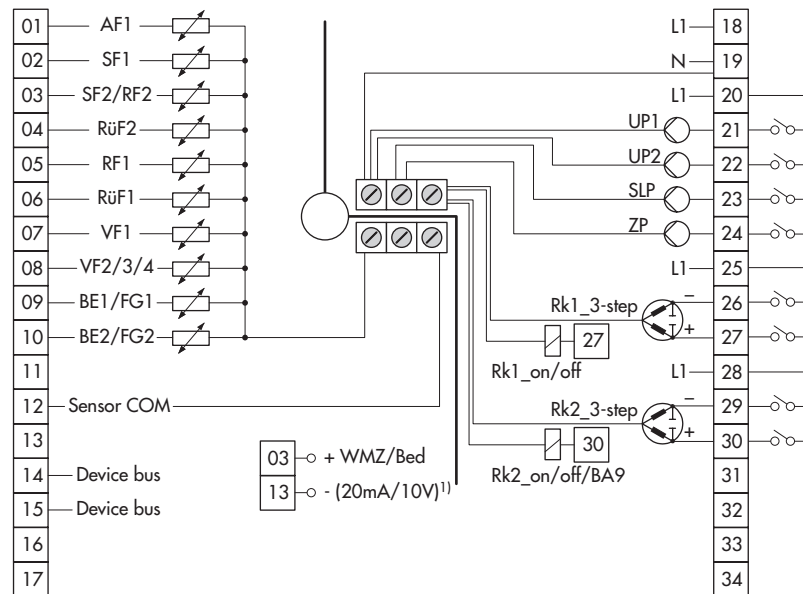 01 AF1
02 SF1
03 SF2/RF2
04 RüF2
05 RF1
06 RüF1
07 VF1
08 VF2/3/4
09 BE1/FG1
10 BE2/FG2
11
12 Sensor COM
13
14 Device bus
15 Device bus
16
17
03 + WMZ/Bed
13 - (20mA/10V)¹⁾
L1 18
N 19
L1 20
UP1 21
UP2 22
SLP 23
ZP 24
L1 25
Rk1_3-step − 26
+ 27
27
Rk1_on/off
L1 28
Rk2_3-step − 29
+ 30
30
Rk2_on/off/BA9
31
32
33
34